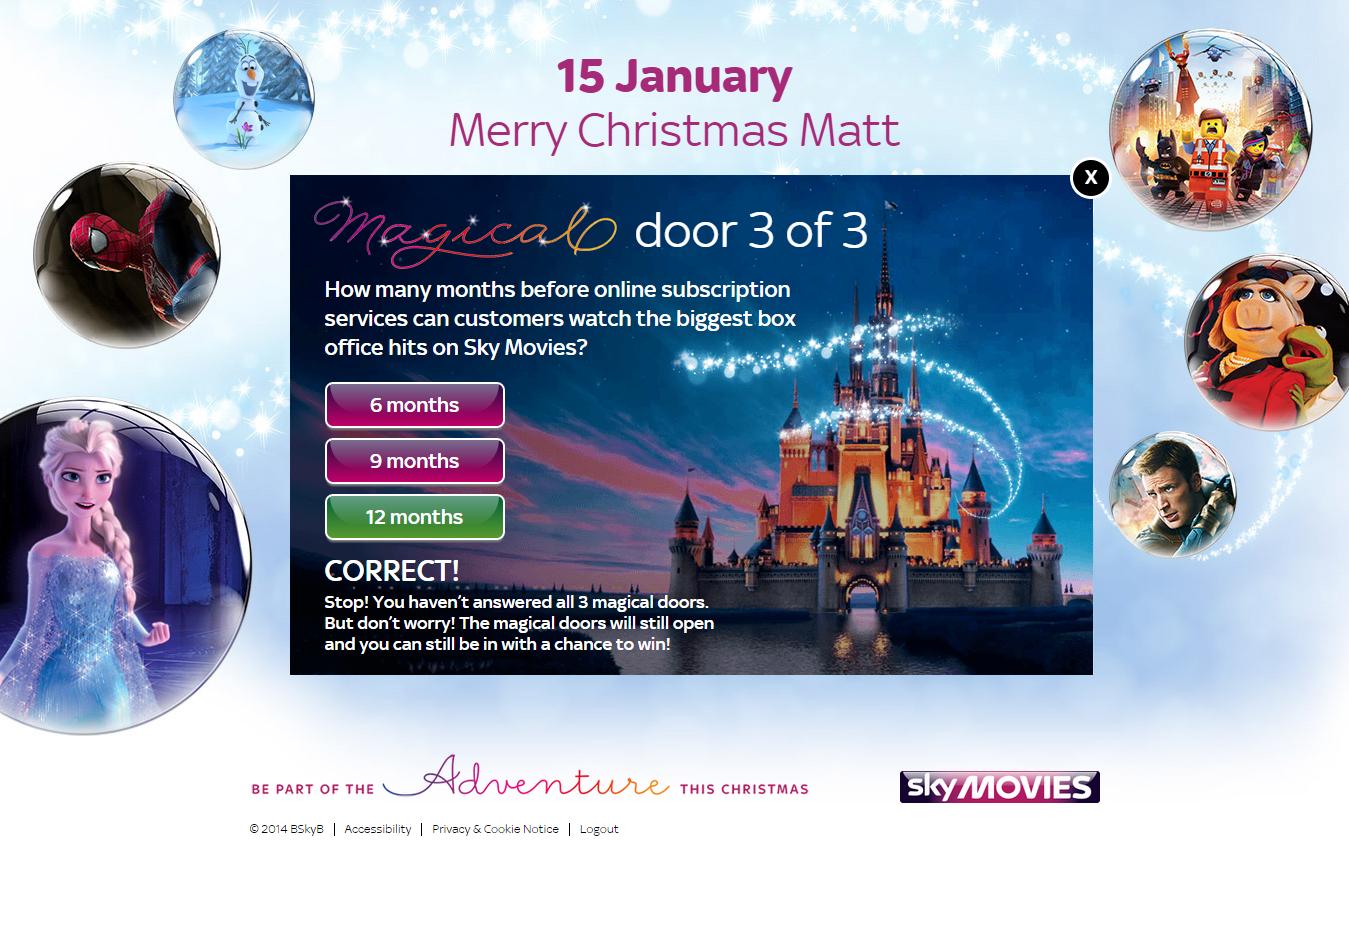 15 January
Merry Christmas Matt
X
Magical door 3 of 3
How many months before online subscription
services can customers watch the biggest box
office hits on Sky Movies?
6 months
9 months
12 months
CORRECT!
Stop! You haven't answered all 3 magical doors.
But don't worry! The magical doors will still open
and you can still be in with a chance to win!
BE PART OF THE Adventure THIS CHRISTMAS
sky MOVIES
© 2014 BSkyB | Accessibility | Privacy & Cookie Notice | Logout